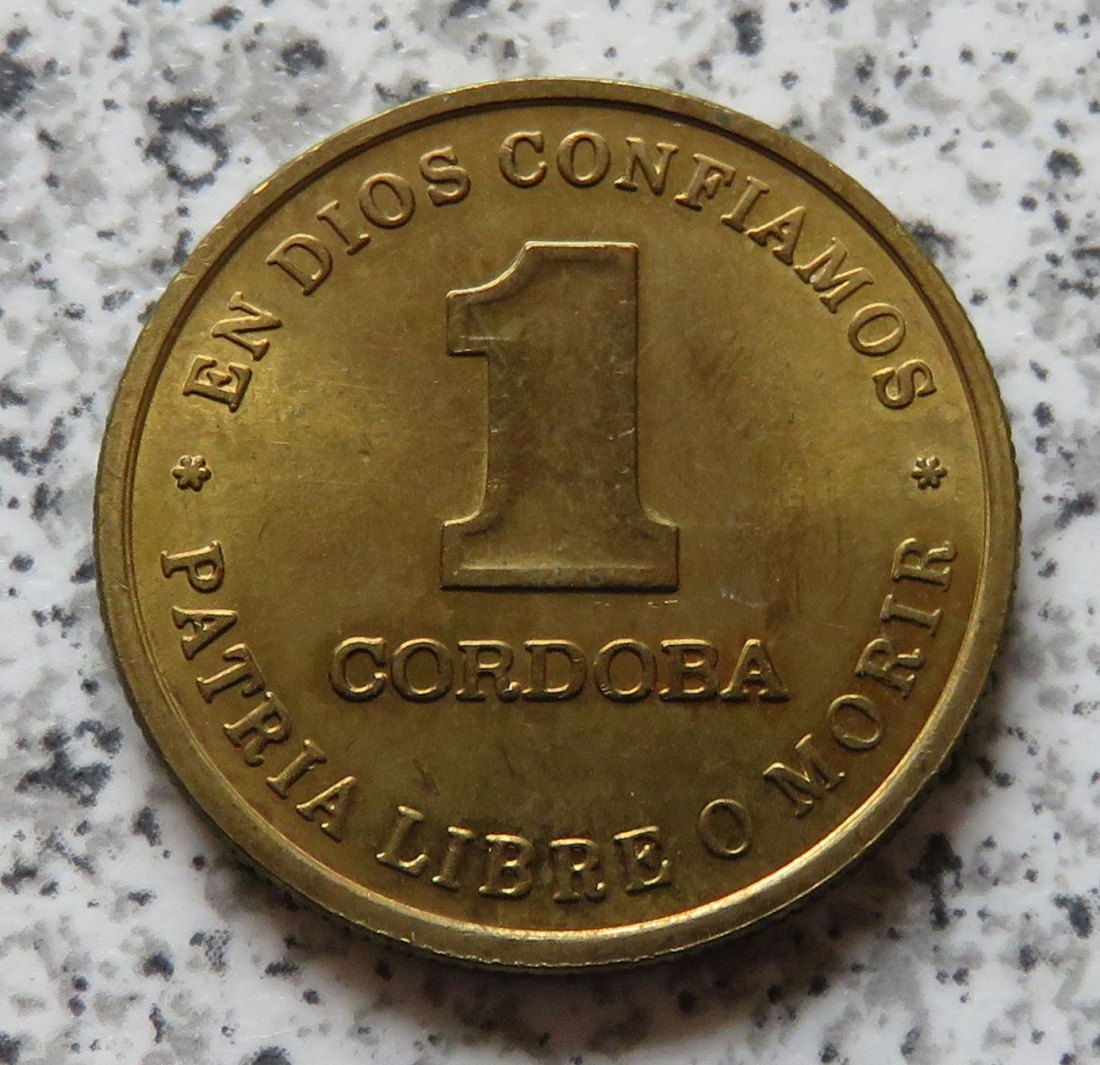 * EN DIOS CONFIAMOS *
1
CORDOBA
PATRIA LIBRE O MORIR